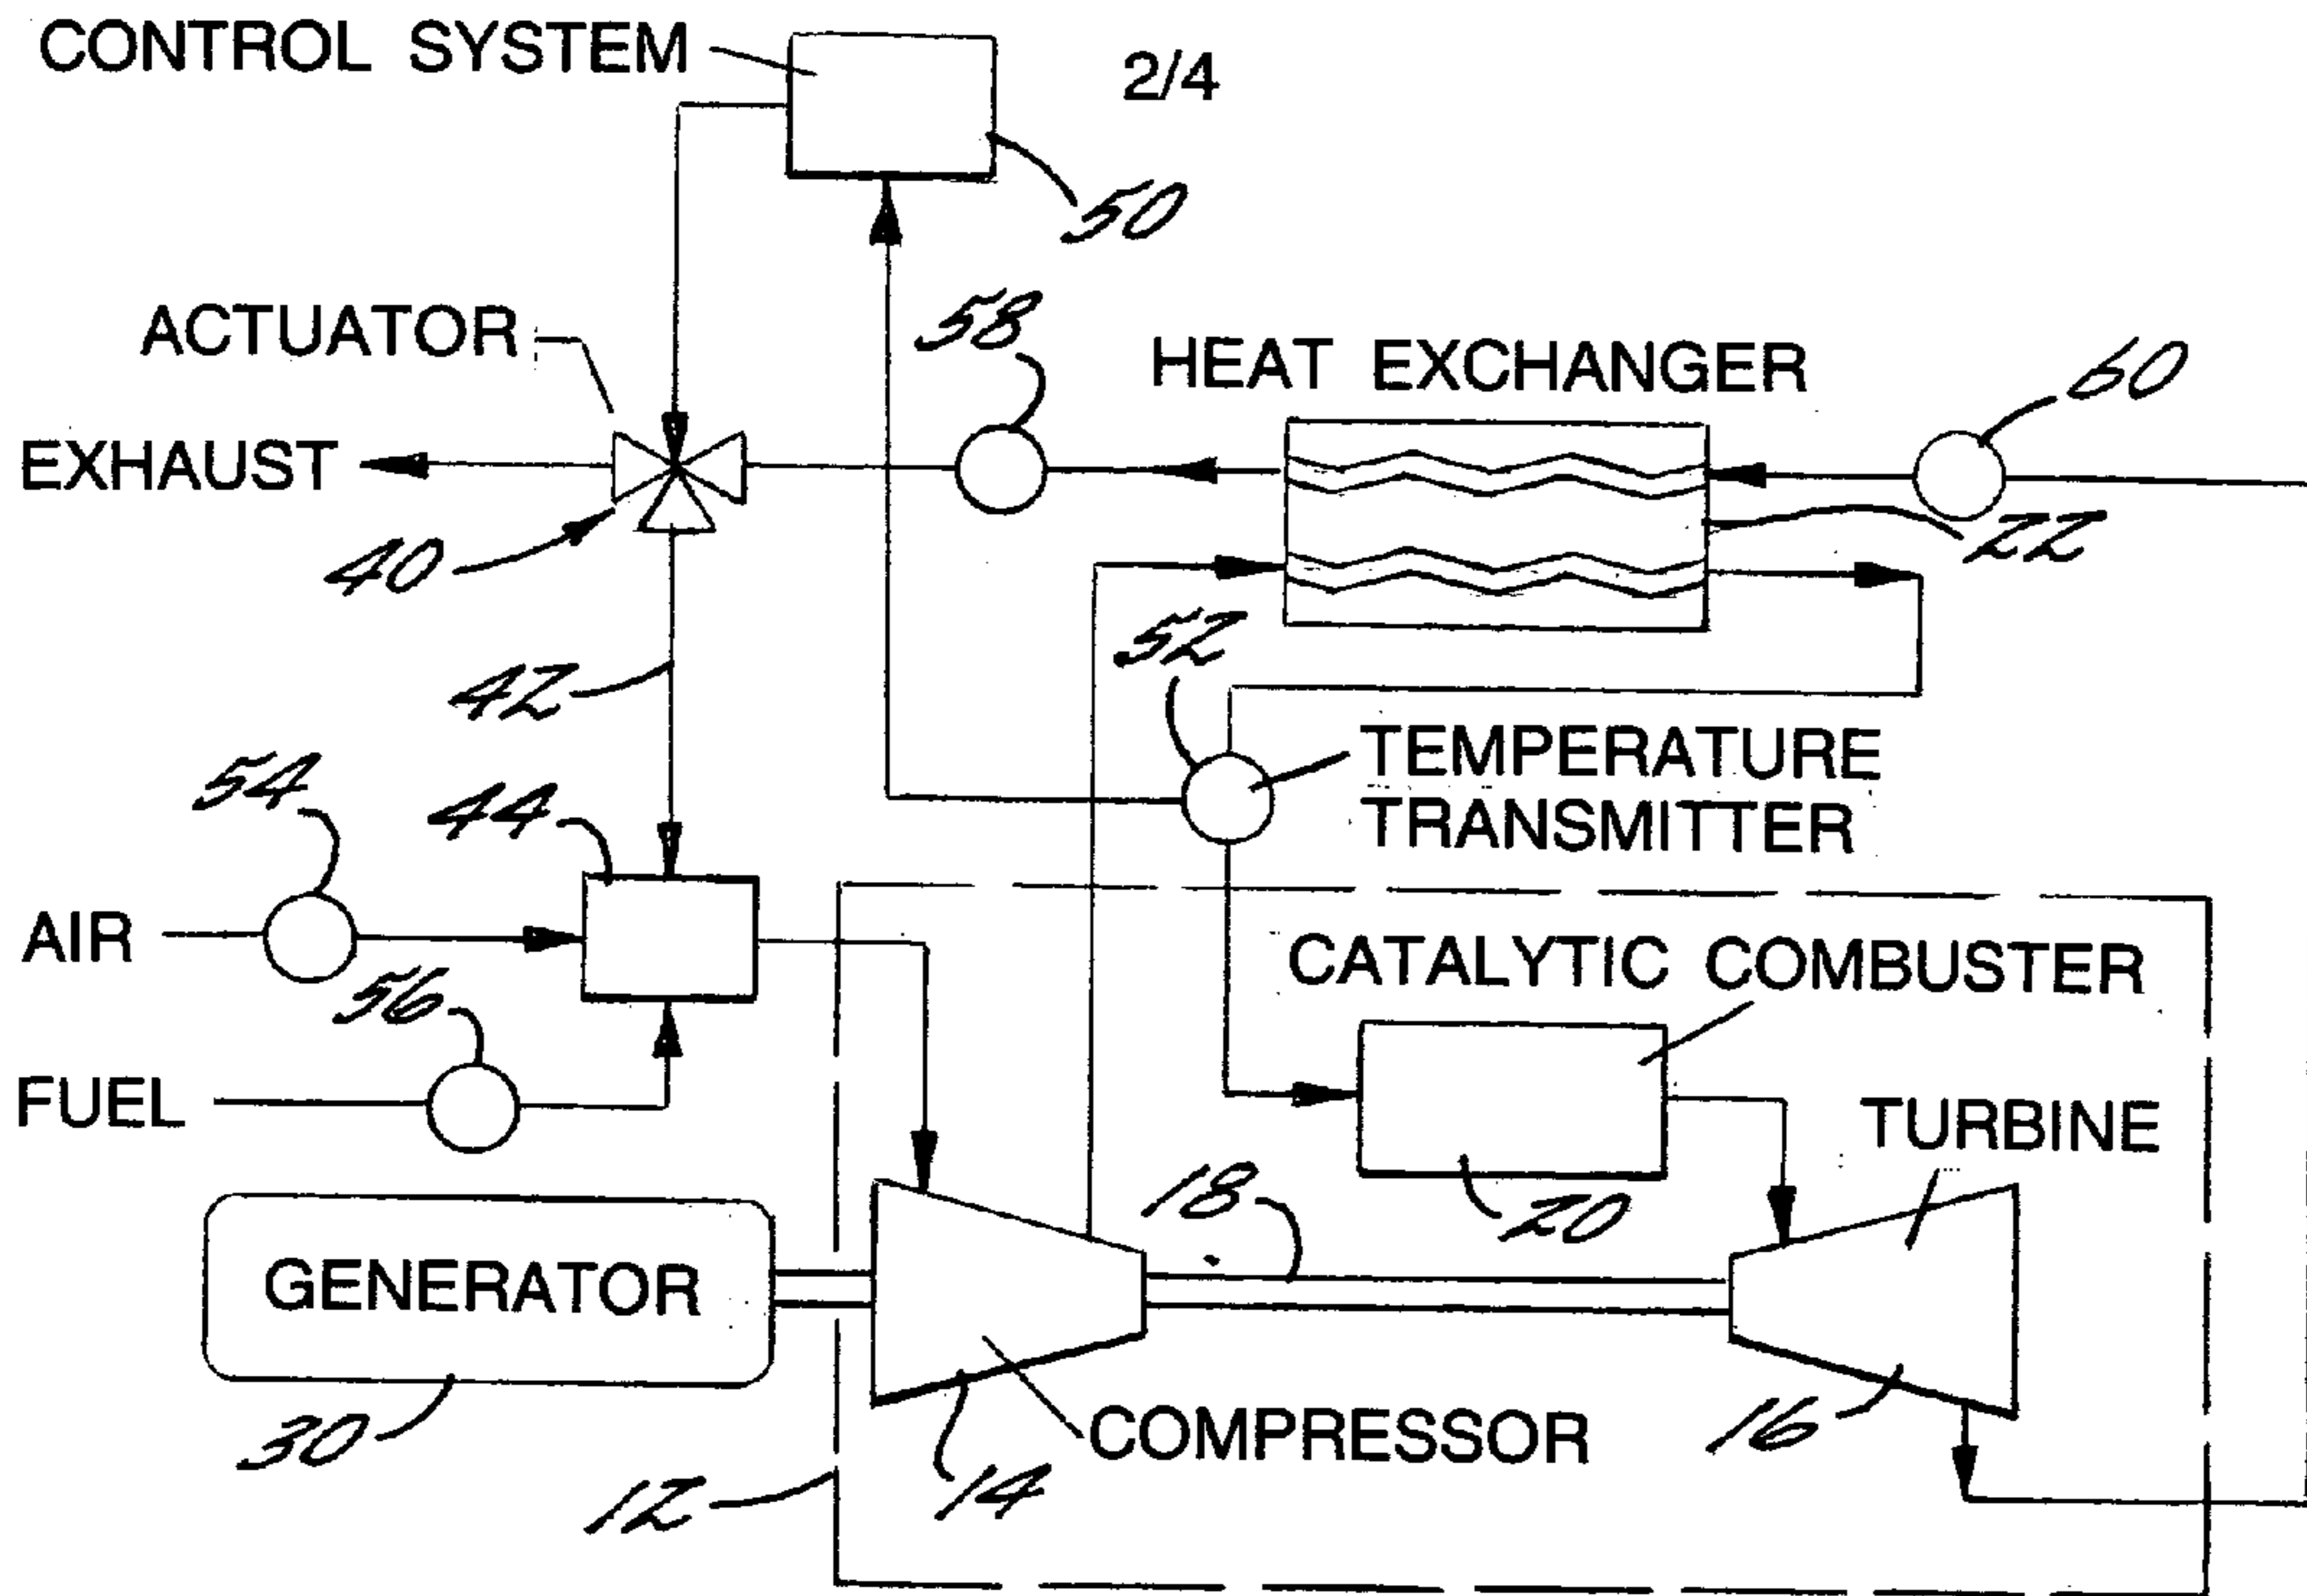 CONTROL SYSTEM
2/4
50
ACTUATOR
58
HEAT EXCHANGER
60
EXHAUST
40
22
52
42
TEMPERATURE
TRANSMITTER
54
44
AIR
CATALYTIC COMBUSTER
56
FUEL
TURBINE
18
20
GENERATOR
COMPRESSOR
30
14
16
12